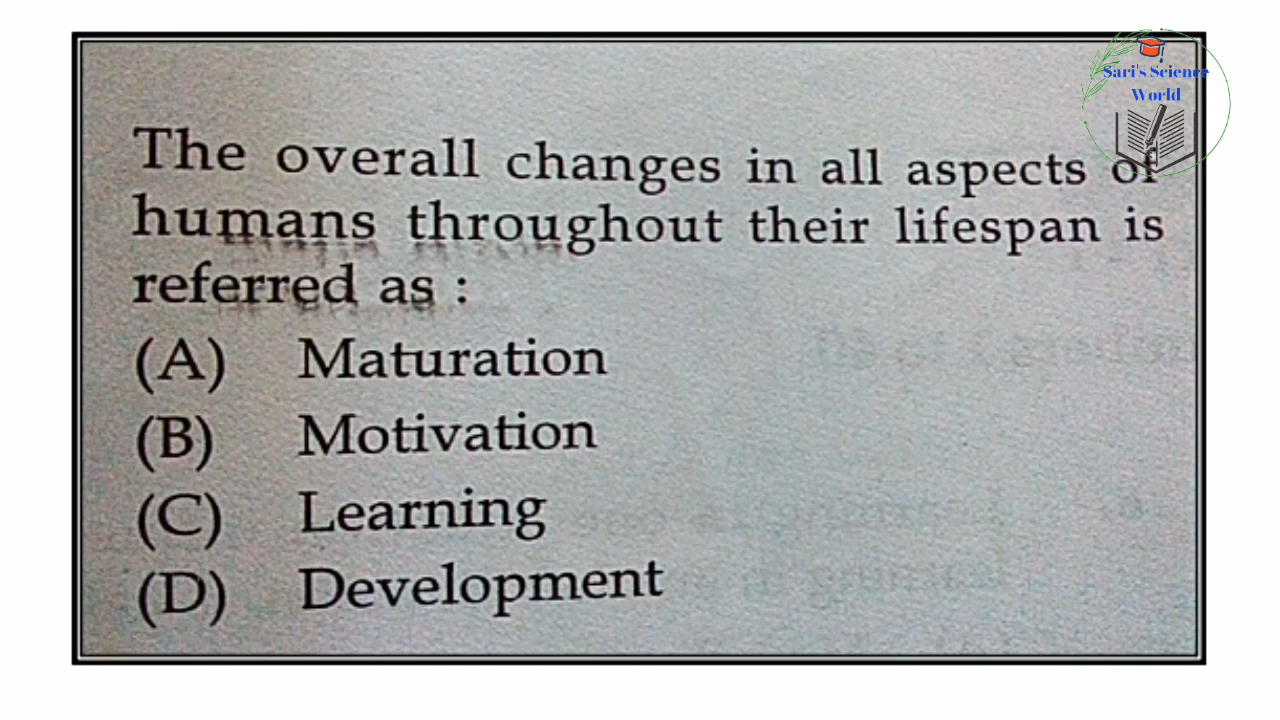 Sari's Science
World
The overall changes in all aspects of
humans throughout their lifespan is
referred as :
(A) Maturation
(B) Motivation
(C) Learning
(D) Development